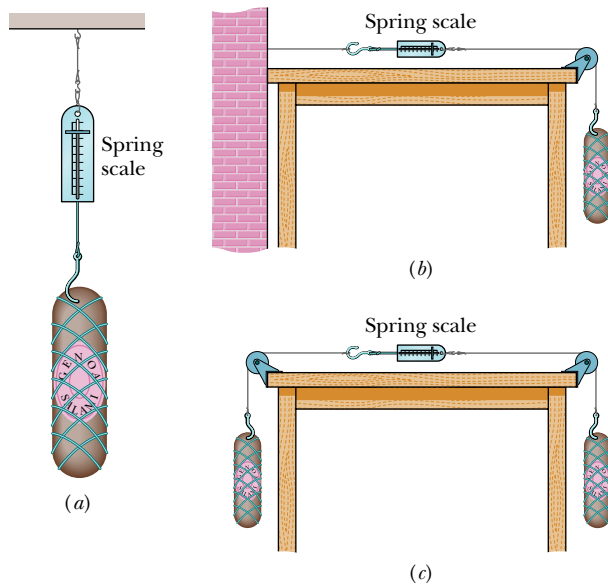 Spring
scale
GENOA
SALAMI
(a)
Spring scale
(b)
Spring scale
(c)